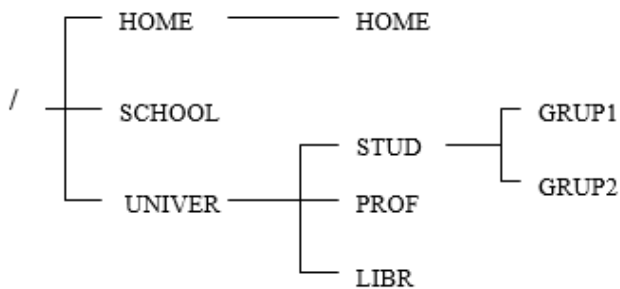 HOME HOME
/
SCHOOL
GRUP1
STUD
GRUP2
UNIVER PROF
LIBR